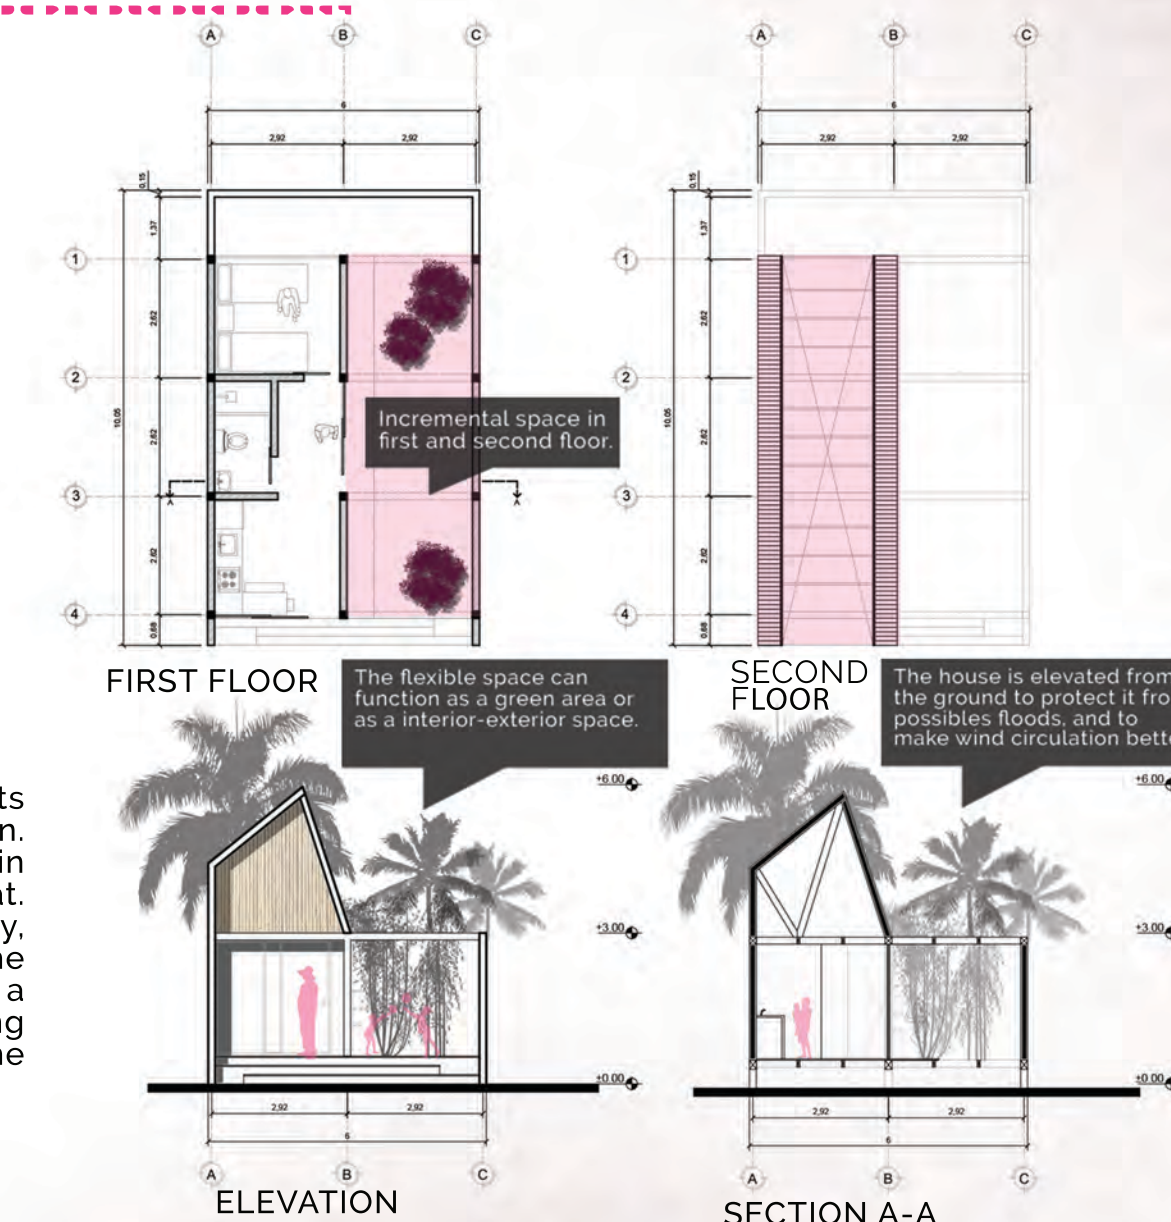 A B C A B C
6 6
2,92 2,92 2,92 2,92
0,15 0,15
1,37 1,37
1 1
2,62 2,62
2 2
10,05 10,05
Incremental space in
first and second floor.
2,62 2,62
3 3
A A
2,62 2,62
4 4
0,68 0,68
FIRST FLOOR
SECOND
FLOOR
The flexible space can
function as a green area or
as a interior-exterior space.
The house is elevated from
the ground to protect it fro
possibles floods, and to
make wind circulation bett
ts
n.
in
at.
y,
ne
a
ng
ne
+6.00 +6.00
+3.00 +3.00
±0.00 ±0.00
2,92 2,92 2,92 2,92
6 6
A B C A B C
ELEVATION
SECTION A-A